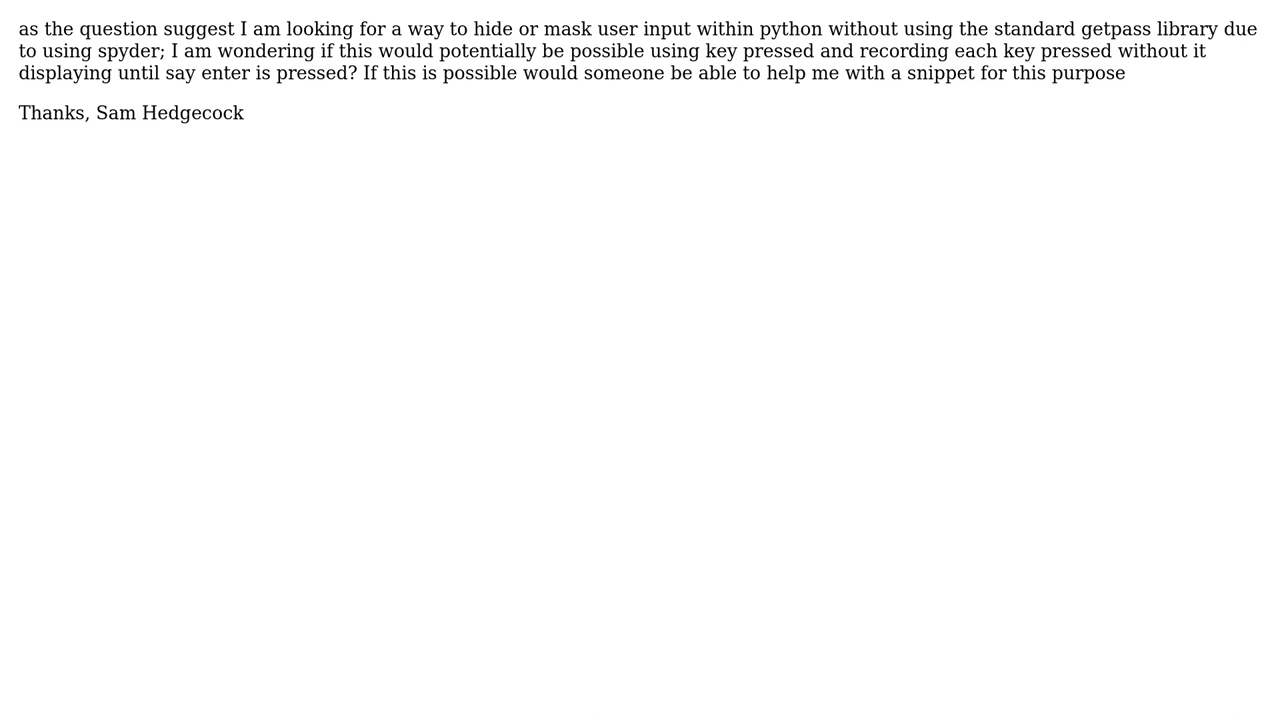 as the question suggest I am looking for a way to hide or mask user input within python without using the standard getpass library due
to using spyder; I am wondering if this would potentially be possible using key pressed and recording each key pressed without it
displaying until say enter is pressed? If this is possible would someone be able to help me with a snippet for this purpose
Thanks, Sam Hedgecock